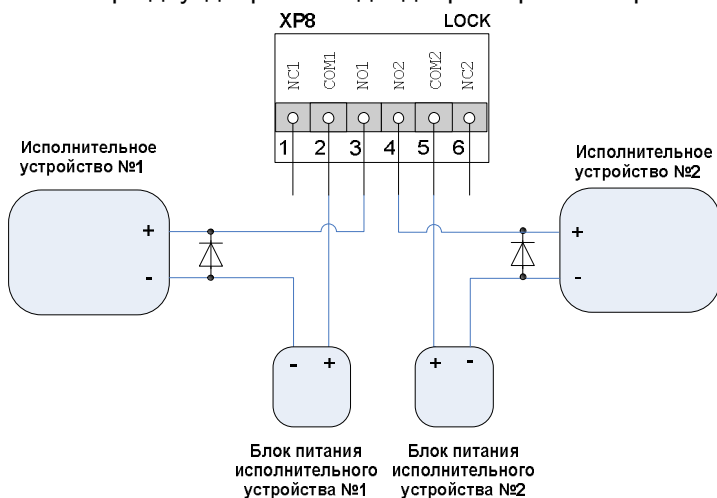 XP8 LOCK
NC1 COM1 NO1 NO2 COM2 NC2
1 2 3 4 5 6
Исполнительное
устройство №1
Исполнительное
устройство №2
+ +
- -
- + + -
Блок питания
исполнительного
устройства №1
Блок питания
исполнительного
устройства №2